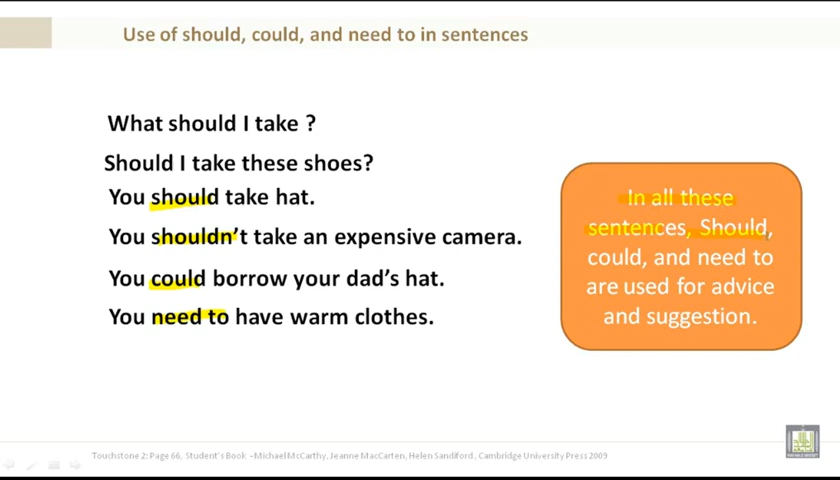 Use of should, could, and need to in sentences
What should I take ?
Should I take these shoes?
You should take hat.
You shouldn't take an expensive camera.
You could borrow your dad's hat.
You need to have warm clothes.
In all these
sentences, Should,
could, and need to
are used for advice
and suggestion.
Touchstone 2: Page 66, Student's Book –Michael McCarthy, Jeanne MacCarten, Helen Sandiford, Cambridge University Press 2009